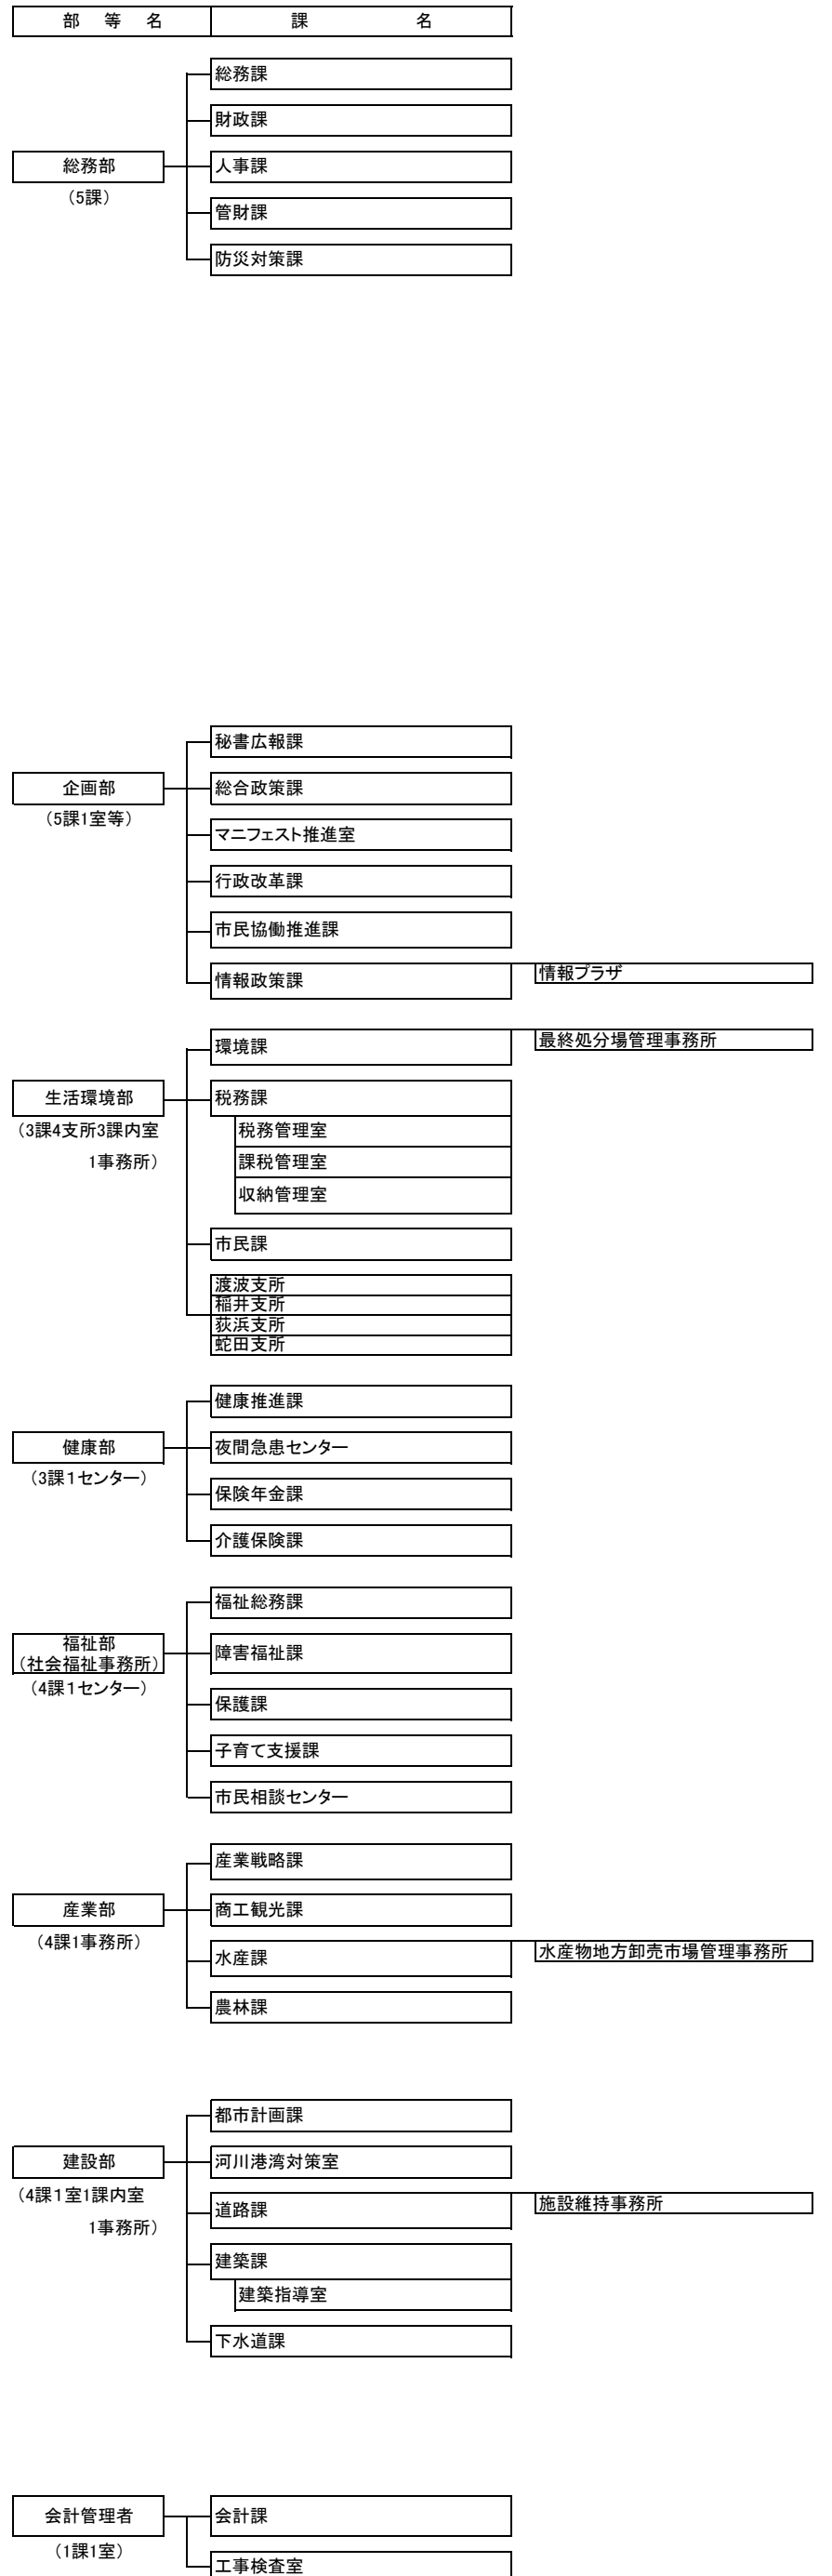 部 等 名 課 名
総務課
財政課
総務部 人事課
（5課）
管財課
防災対策課
秘書広報課
企画部 総合政策課
（5課1室等）
マニフェスト推進室
行政改革課
市民協働推進課
情報政策課 情報プラザ
環境課 最終処分場管理事務所
生活環境部 税務課
（3課4支所3課内室 税務管理室
1事務所） 課税管理室
収納管理室
市民課
渡波支所
稲井支所
荻浜支所
蛇田支所
健康推進課
健康部 夜間急患センター
（3課１センター）
保険年金課
介護保険課
福祉総務課
福祉部
（社会福祉事務所） 障害福祉課
（4課１センター）
保護課
子育て支援課
市民相談センター
産業戦略課
産業部 商工観光課
（4課1事務所）
水産課 水産物地方卸売市場管理事務所
農林課
都市計画課
建設部 河川港湾対策室
（4課１室1課内室
道路課 施設維持事務所
1事務所）
建築課
建築指導室
下水道課
会計管理者 会計課
（1課1室）
工事検査室